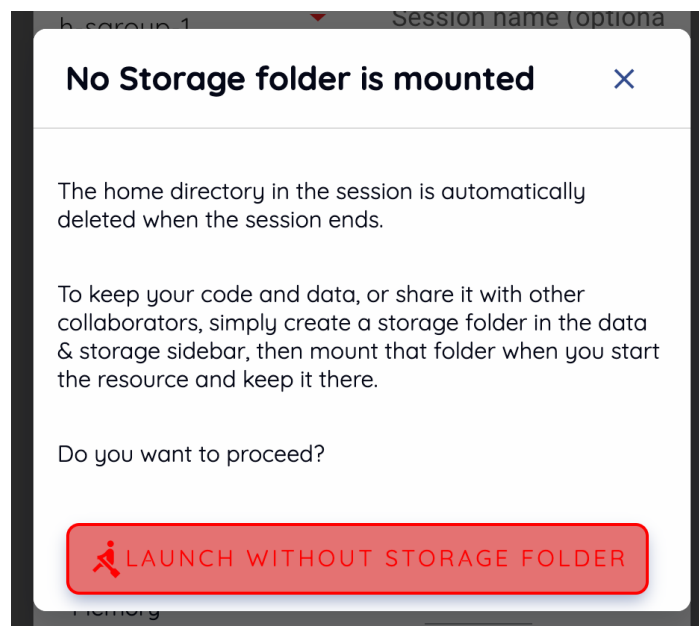 h_sgroup_1 Session name (optiona
No Storage folder is mounted
The home directory in the session is automatically
deleted when the session ends.
To keep your code and data, or share it with other
collaborators, simply create a storage folder in the data
& storage sidebar, then mount that folder when you start
the resource and keep it there.
Do you want to proceed?
LAUNCH WITHOUT STORAGE FOLDER
Memory